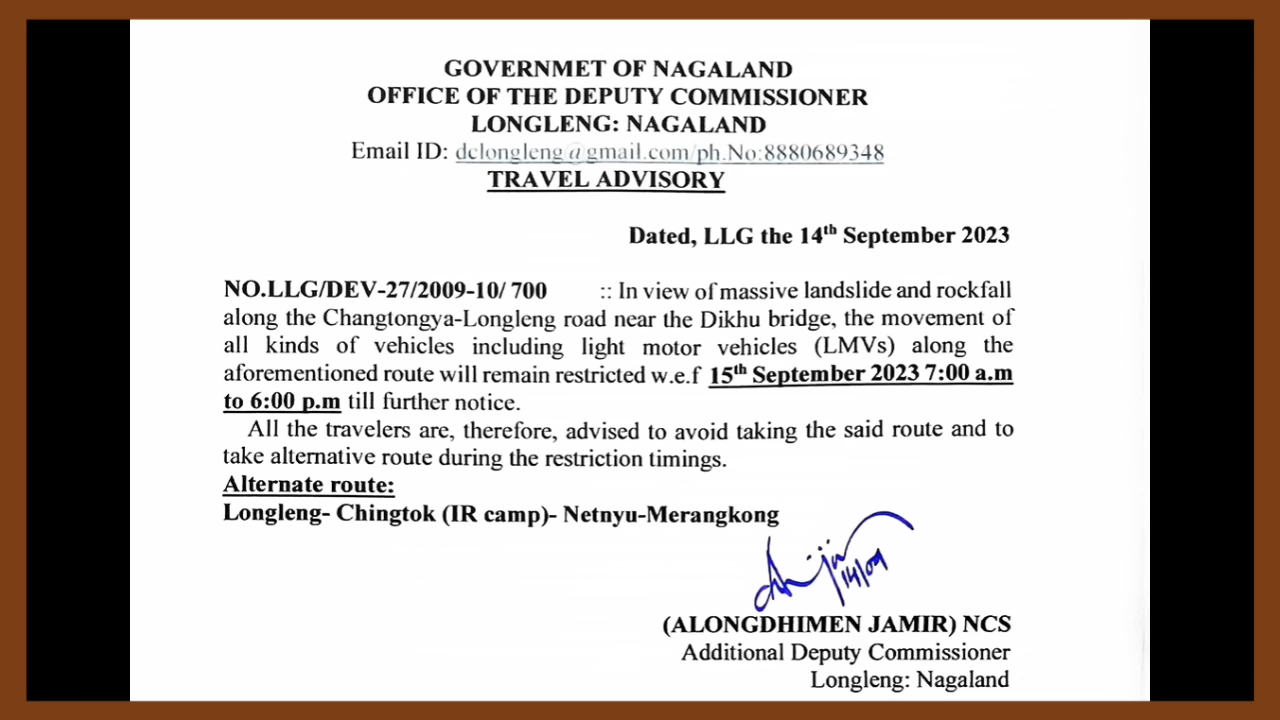 GOVERNMET OF NAGALAND
OFFICE OF THE DEPUTY COMMISSIONER
LONGLENG: NAGALAND
Email ID: dclongleng@gmail.com/ph.No:8880689348
TRAVEL ADVISORY
Dated, LLG the 14th September 2023
NO.LLG/DEV-27/2009-10/ 700 :: In view of massive landslide and rockfall
along the Changtongya-Longleng road near the Dikhu bridge, the movement of
all kinds of vehicles including light motor vehicles (LMVs) along the
aforementioned route will remain restricted w.e.f 15th September 2023 7:00 a.m
to 6:00 p.m till further notice.
All the travelers are, therefore, advised to avoid taking the said route and to
take alternative route during the restriction timings.
Alternate route:
Longleng- Chingtok (IR camp)- Netnyu-Merangkong
14/09
(ALONGDHIMEN JAMIR) NCS
Additional Deputy Commissioner
Longleng: Nagaland